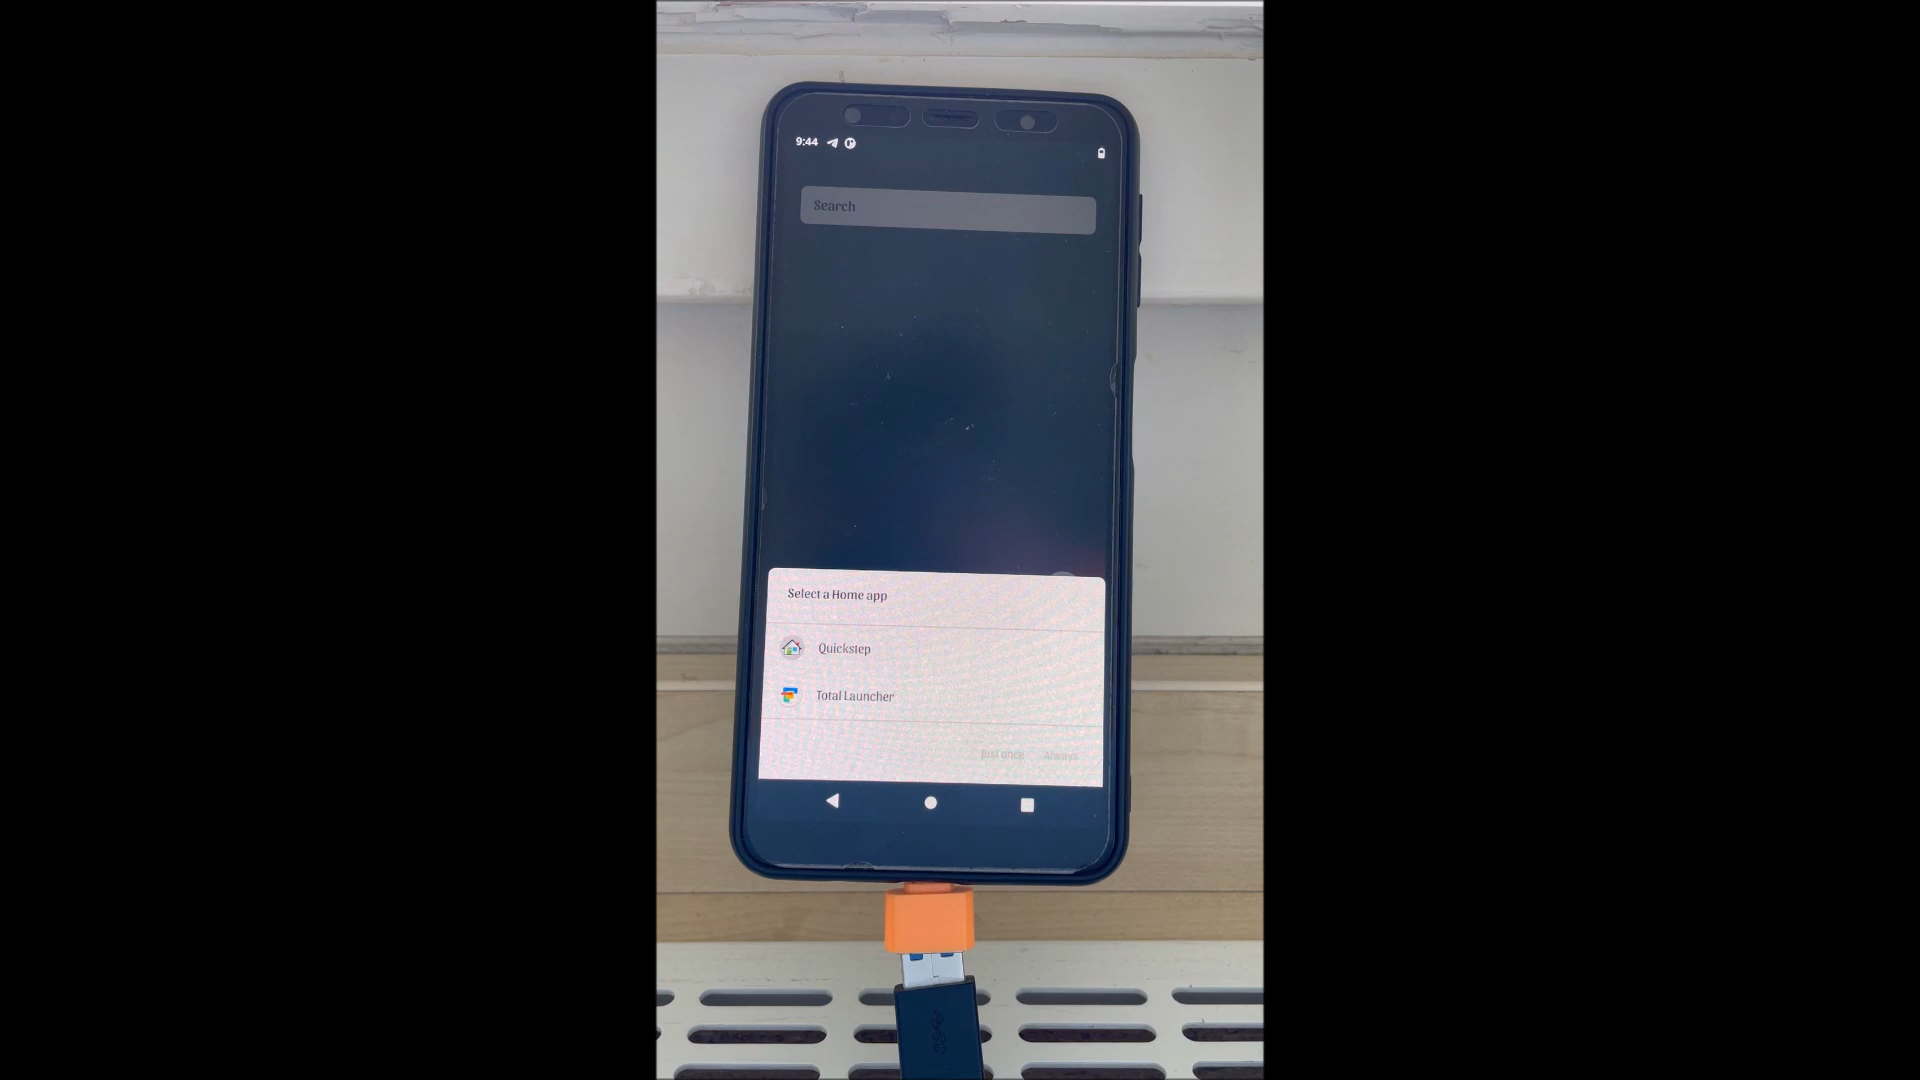 9:44
Search
Select a Home app
Quickstep
Total Launcher
Just once Always